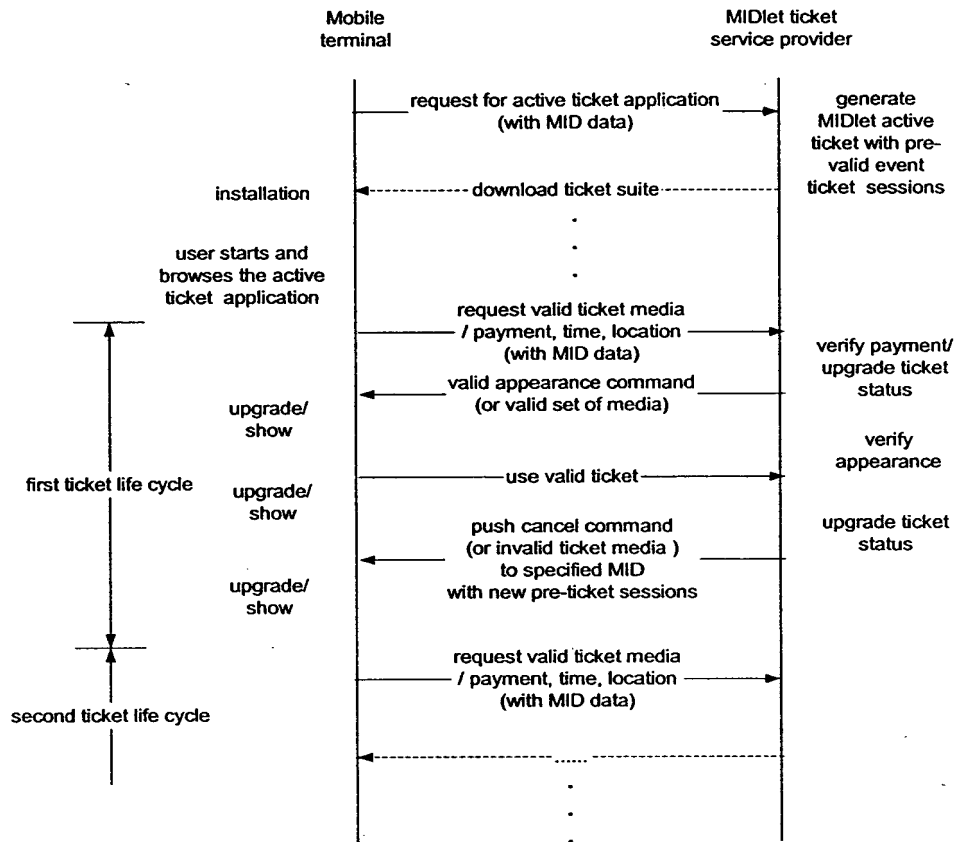 Mobile
terminal
MIDlet ticket
service provider
request for active ticket application
(with MID data)
generate
MIDlet active
ticket with pre-
valid event
ticket sessions
installation
download ticket suite
user starts and
browses the active
ticket application
request valid ticket media
/ payment, time, location
(with MID data)
verify payment/
upgrade ticket
status
valid appearance command
(or valid set of media)
upgrade/
show
verify
appearance
first ticket life cycle
use valid ticket
upgrade/
show
push cancel command
(or invalid ticket media )
to specified MID
with new pre-ticket sessions
upgrade ticket
status
upgrade/
show
request valid ticket media
/ payment, time, location
(with MID data)
second ticket life cycle
......